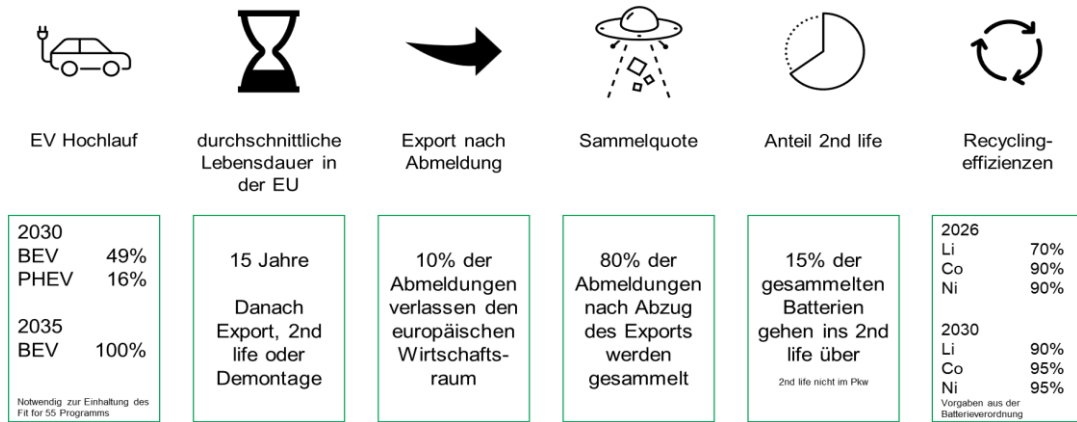 EV Hochlauf
durchschnittliche
Lebensdauer in
der EU
Export nach
Abmeldung
Sammelquote
Anteil 2nd life
Recycling-
effizienzen
2030
BEV 49%
PHEV 16%
2035
BEV 100%
Notwendig zur Einhaltung des
Fit for 55 Programms
15 Jahre
Danach
Export, 2nd
life oder
Demontage
10% der
Abmeldungen
verlassen den
europäischen
Wirtschafts-
raum
80% der
Abmeldungen
nach Abzug
des Exports
werden
gesammelt
15% der
gesammelten
Batterien
gehen ins 2nd
life über
2nd life nicht im Pkw
2026
Li 70%
Co 90%
Ni 90%
2030
Li 90%
Co 95%
Ni 95%
Vorgaben aus der
Batterieverordnung